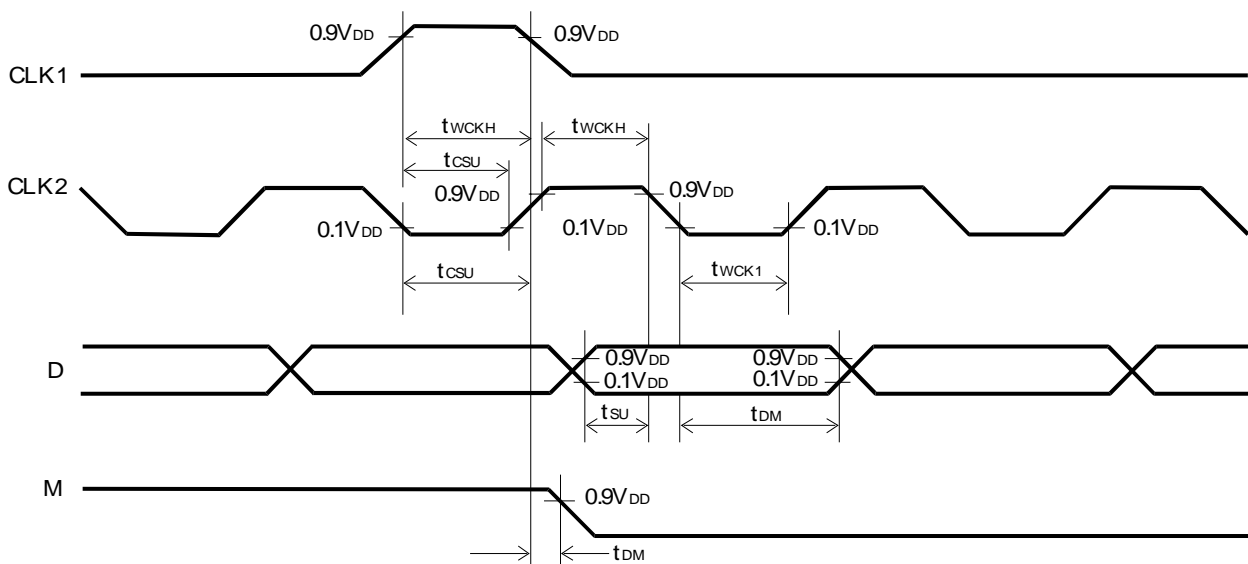 0.9VDD 0.9VDD
CLK1
tWCKH tWCKH
tCSU
CLK2 0.9VDD 0.9VDD
0.1VDD 0.1VDD 0.1VDD
tCSU tWCK1
D 0.9VDD 0.9VDD
0.1VDD 0.1VDD
tSU tDM
M 0.9VDD
tDM